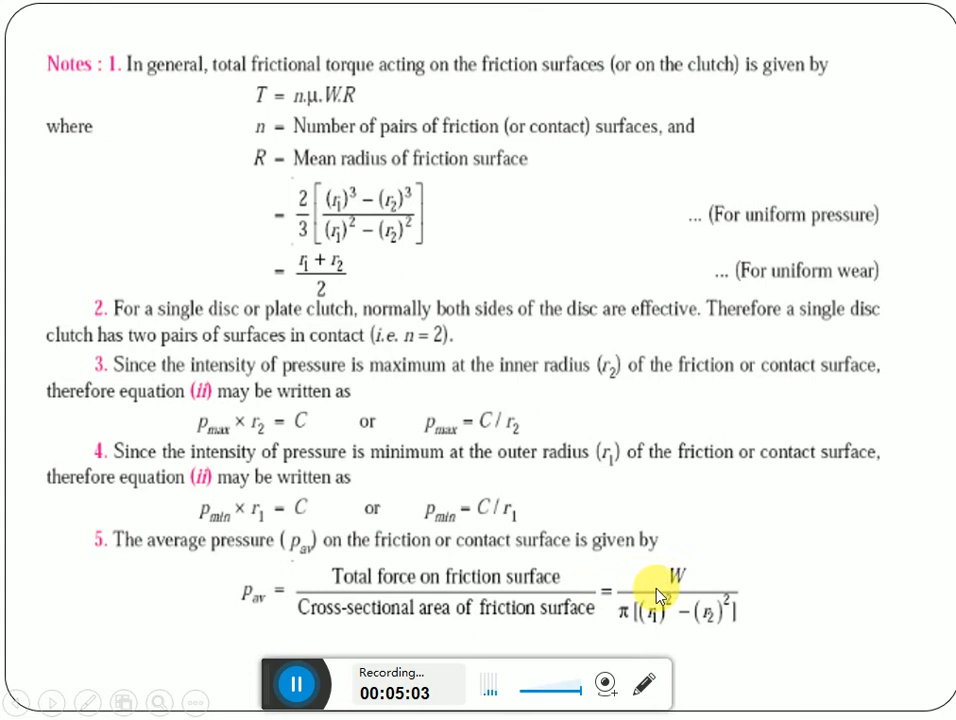 Notes : 1. In general, total frictional torque acting on the friction surfaces (or on the clutch) is given by
T = n.μ.W.R
where n = Number of pairs of friction (or contact) surfaces, and
R = Mean radius of friction surface
= 2/3 [ ((r₁)³ – (r₂)³) / ((r₁)² – (r₂)²) ] ... (For uniform pressure)
= (r₁ + r₂) / 2 ... (For uniform wear)
2. For a single disc or plate clutch, normally both sides of the disc are effective. Therefore a single disc
clutch has two pairs of surfaces in contact (i.e. n = 2).
3. Since the intensity of pressure is maximum at the inner radius (r₂) of the friction or contact surface,
therefore equation (ii) may be written as
pmax × r₂ = C or pmax = C / r₂
4. Since the intensity of pressure is minimum at the outer radius (r₁) of the friction or contact surface,
therefore equation (ii) may be written as
pmin × r₁ = C or pmin = C / r₁
5. The average pressure (pav) on the friction or contact surface is given by
pav = Total force on friction surface / Cross-sectional area of friction surface = W / π [(r₁)² – (r₂)²]
Recording...
00:05:03